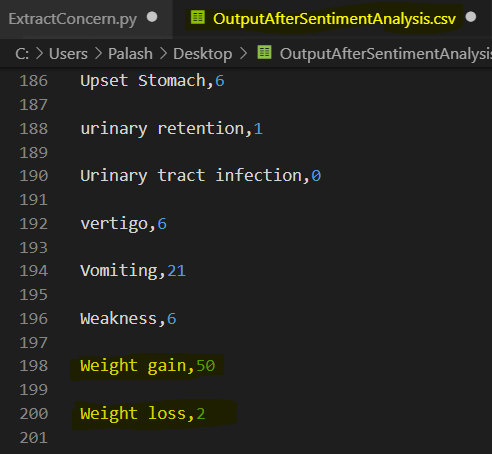 ExtractConcern.py ● OutputAfterSentimentAnalysis.csv ●
C: > Users > Palash > Desktop > OutputAfterSentimentAnalysis
186 Upset Stomach,6
187
188 urinary retention,1
189
190 Urinary tract infection,0
191
192 vertigo,6
193
194 Vomiting,21
195
196 Weakness,6
197
198 Weight gain,50
199
200 Weight loss,2
201